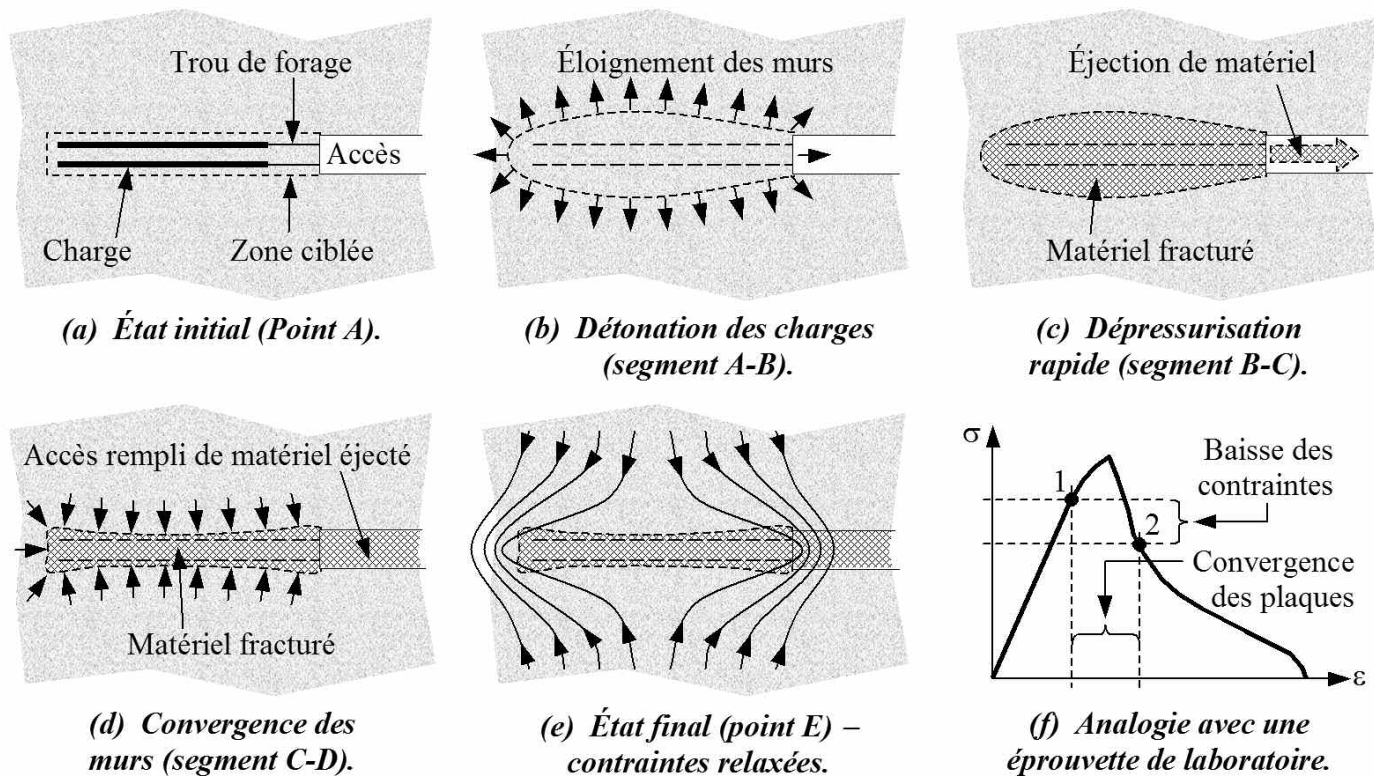 Trou de forage
Accès
Charge
Zone ciblée
(a) État initial (Point A).
Éloignement des murs
(b) Détonation des charges
(segment A-B).
Éjection de matériel
Matériel fracturé
(c) Dépressurisation
rapide (segment B-C).
Accès rempli de matériel éjecté
Matériel fracturé
(d) Convergence des
murs (segment C-D).
(e) État final (point E) –
contraintes relaxées.
σ
1
2
Baisse des
contraintes
Convergence
des plaques
ε
(f) Analogie avec une
éprouvette de laboratoire.